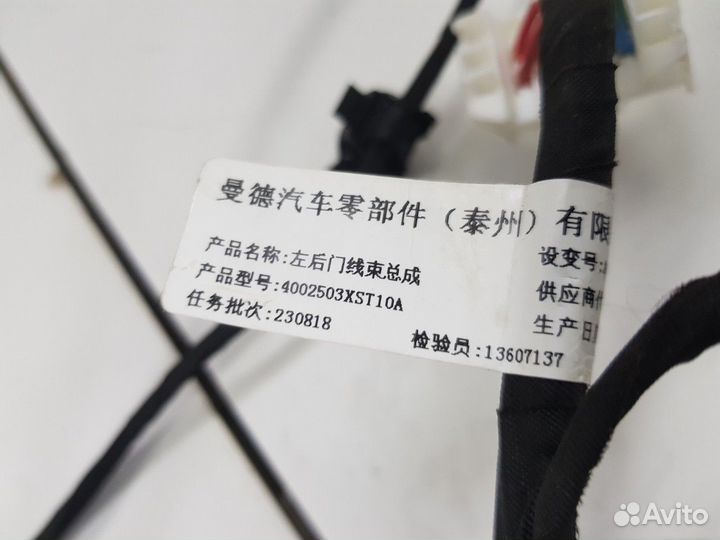 曼德汽车零部件（泰州）有限
产品名称:左后门线束总成
设变号:
产品型号:4002503XST10A
供应商
任务批次:230818
生产日
检验员:13607137
Avito